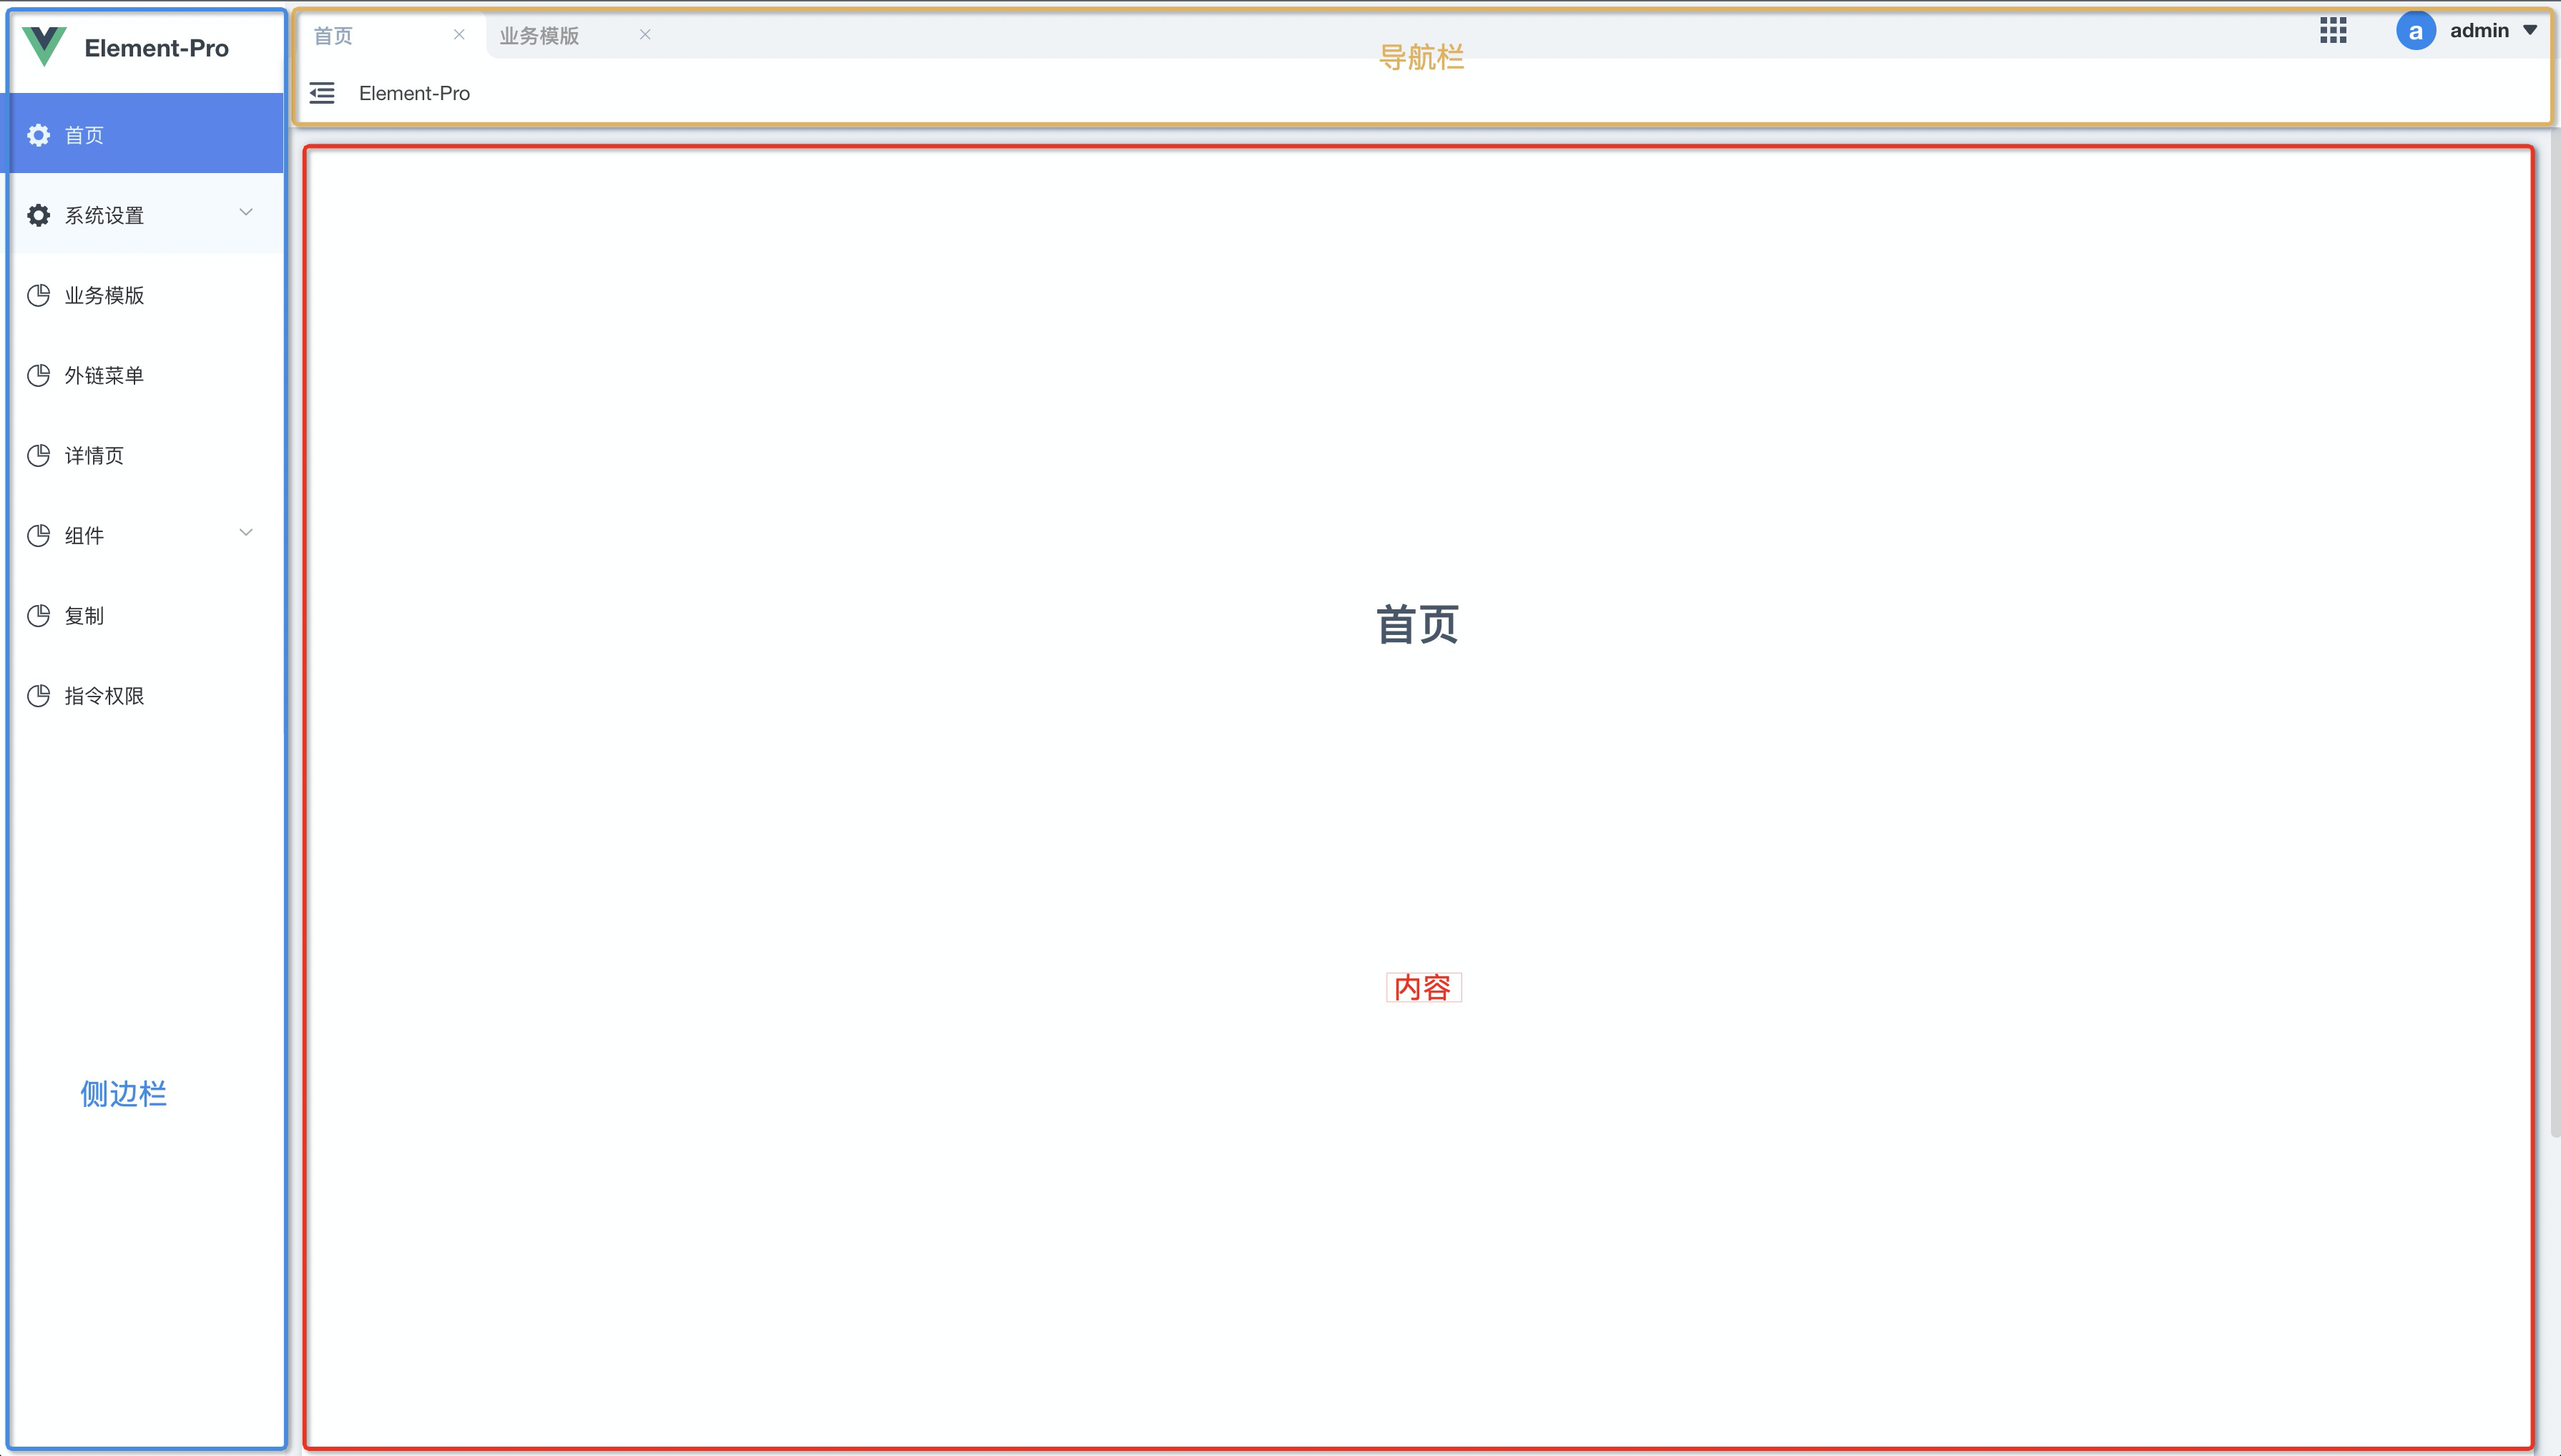 Element-Pro
首页
系统设置
业务模版
外链菜单
详情页
组件
复制
指令权限
侧边栏
首页 业务模版
导航栏
a admin
Element-Pro
首页
内容